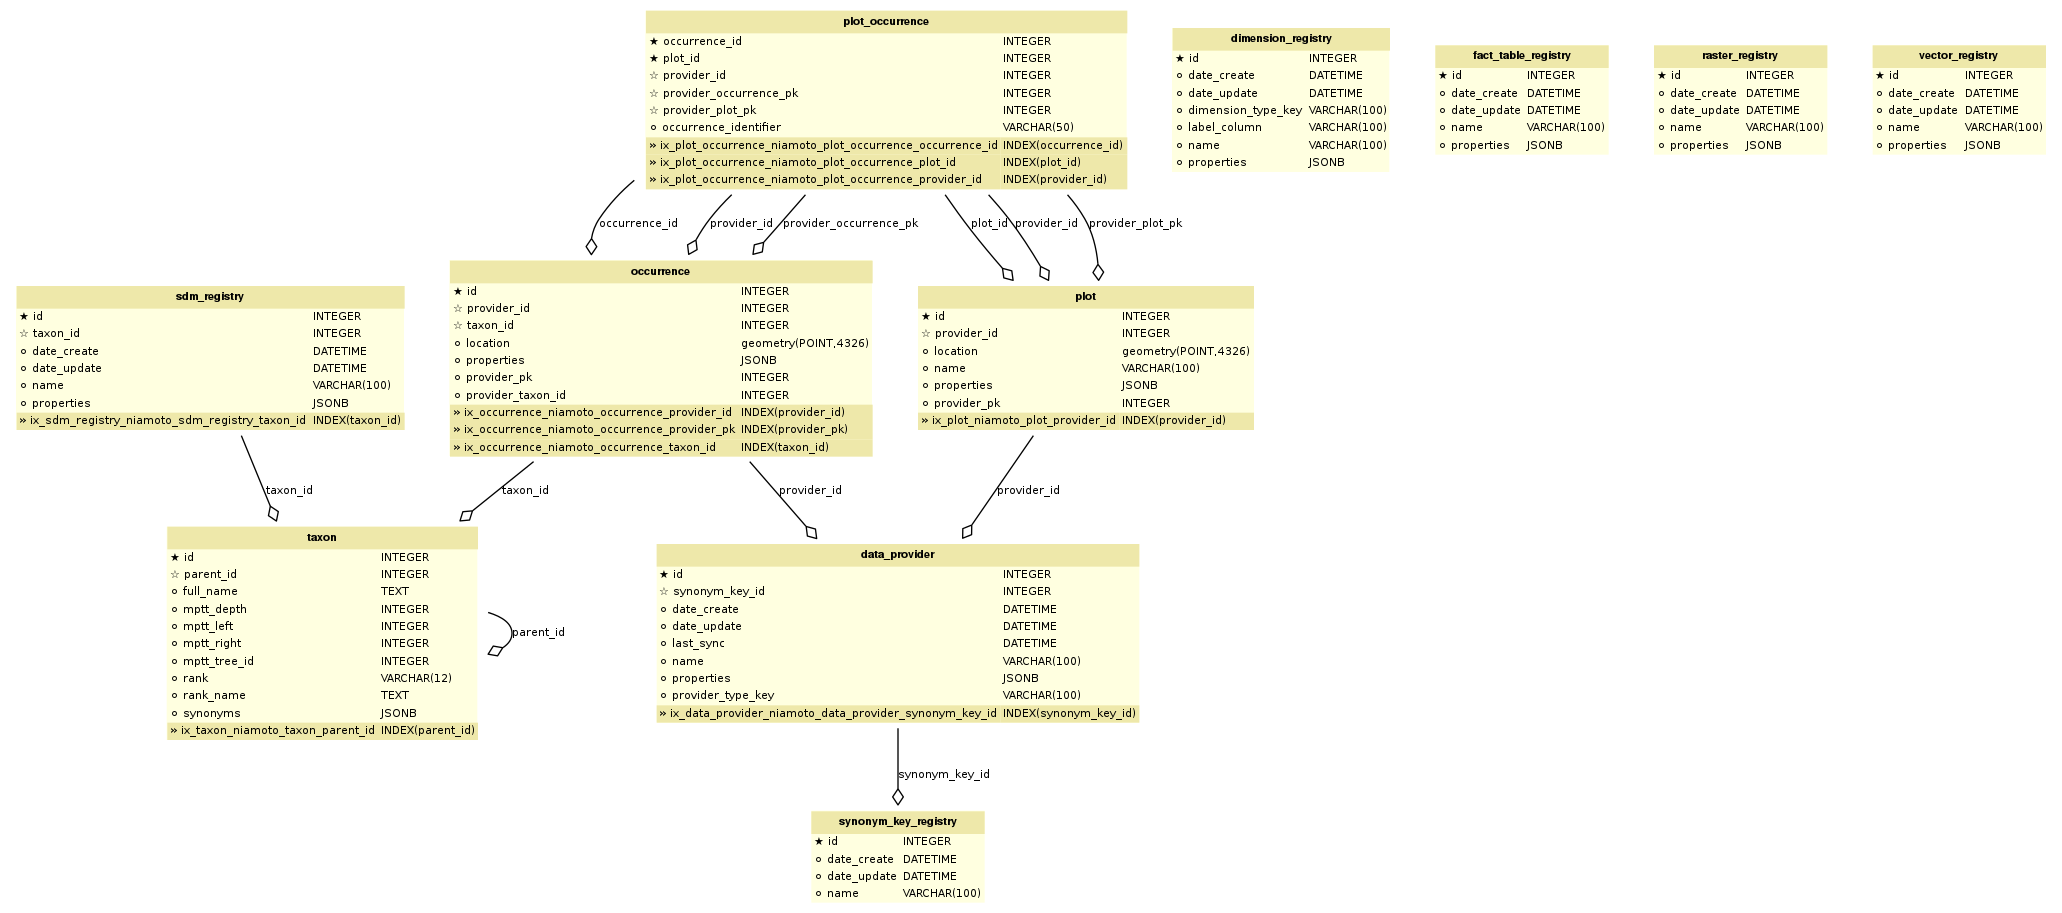 plot_occurrence
★ occurrence_id INTEGER
★ plot_id INTEGER
☆ provider_id INTEGER
☆ provider_occurrence_pk INTEGER
☆ provider_plot_pk INTEGER
⚬ occurrence_identifier VARCHAR(50)
» ix_plot_occurrence_niamoto_plot_occurrence_occurrence_id INDEX(occurrence_id)
» ix_plot_occurrence_niamoto_plot_occurrence_plot_id INDEX(plot_id)
» ix_plot_occurrence_niamoto_plot_occurrence_provider_id INDEX(provider_id)
dimension_registry
★ id INTEGER
⚬ date_create DATETIME
⚬ date_update DATETIME
⚬ dimension_type_key VARCHAR(100)
⚬ label_column VARCHAR(100)
⚬ name VARCHAR(100)
⚬ properties JSONB
fact_table_registry
★ id INTEGER
⚬ date_create DATETIME
⚬ date_update DATETIME
⚬ name VARCHAR(100)
⚬ properties JSONB
raster_registry
★ id INTEGER
⚬ date_create DATETIME
⚬ date_update DATETIME
⚬ name VARCHAR(100)
⚬ properties JSONB
vector_registry
★ id INTEGER
⚬ date_create DATETIME
⚬ date_update DATETIME
⚬ name VARCHAR(100)
⚬ properties JSONB
occurrence_id
provider_id
provider_occurrence_pk
plot_id
provider_id
provider_plot_pk
sdm_registry
★ id INTEGER
☆ taxon_id INTEGER
⚬ date_create DATETIME
⚬ date_update DATETIME
⚬ name VARCHAR(100)
⚬ properties JSONB
» ix_sdm_registry_niamoto_sdm_registry_taxon_id INDEX(taxon_id)
occurrence
★ id INTEGER
☆ provider_id INTEGER
☆ taxon_id INTEGER
⚬ location geometry(POINT,4326)
⚬ properties JSONB
⚬ provider_pk INTEGER
⚬ provider_taxon_id INTEGER
» ix_occurrence_niamoto_occurrence_provider_id INDEX(provider_id)
» ix_occurrence_niamoto_occurrence_provider_pk INDEX(provider_pk)
» ix_occurrence_niamoto_occurrence_taxon_id INDEX(taxon_id)
plot
★ id INTEGER
☆ provider_id INTEGER
⚬ location geometry(POINT,4326)
⚬ name VARCHAR(100)
⚬ properties JSONB
⚬ provider_pk INTEGER
» ix_plot_niamoto_plot_provider_id INDEX(provider_id)
taxon_id
taxon_id
provider_id
provider_id
taxon
★ id INTEGER
☆ parent_id INTEGER
⚬ full_name TEXT
⚬ mptt_depth INTEGER
⚬ mptt_left INTEGER
⚬ mptt_right INTEGER
⚬ mptt_tree_id INTEGER
⚬ rank VARCHAR(12)
⚬ rank_name TEXT
⚬ synonyms JSONB
» ix_taxon_niamoto_taxon_parent_id INDEX(parent_id)
parent_id
data_provider
★ id INTEGER
☆ synonym_key_id INTEGER
⚬ date_create DATETIME
⚬ date_update DATETIME
⚬ last_sync DATETIME
⚬ name VARCHAR(100)
⚬ properties JSONB
⚬ provider_type_key VARCHAR(100)
» ix_data_provider_niamoto_data_provider_synonym_key_id INDEX(synonym_key_id)
synonym_key_id
synonym_key_registry
★ id INTEGER
⚬ date_create DATETIME
⚬ date_update DATETIME
⚬ name VARCHAR(100)